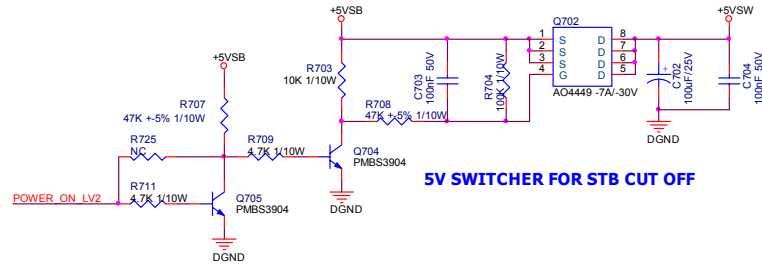 +5VSB
Q702
+5VSW
1
S
D
8
2
S
D
7
3
S
D
6
4
G
D
5
AO4449 -7A/-30V
+5VSB
R703
10K 1/10W
C703
100nF 50V
R704
100K 1/10W
C702
100uF/25V
C704
100nF 50V
DGND
R707
47K +-5% 1/10W
R708
47K +-5% 1/10W
R725
NC
R709
4.7K 1/10W
Q704
PMBS3904
R711
4.7K 1/10W
POWER_ON_LV2
Q705
PMBS3904
DGND
DGND
5V SWITCHER FOR STB CUT OFF